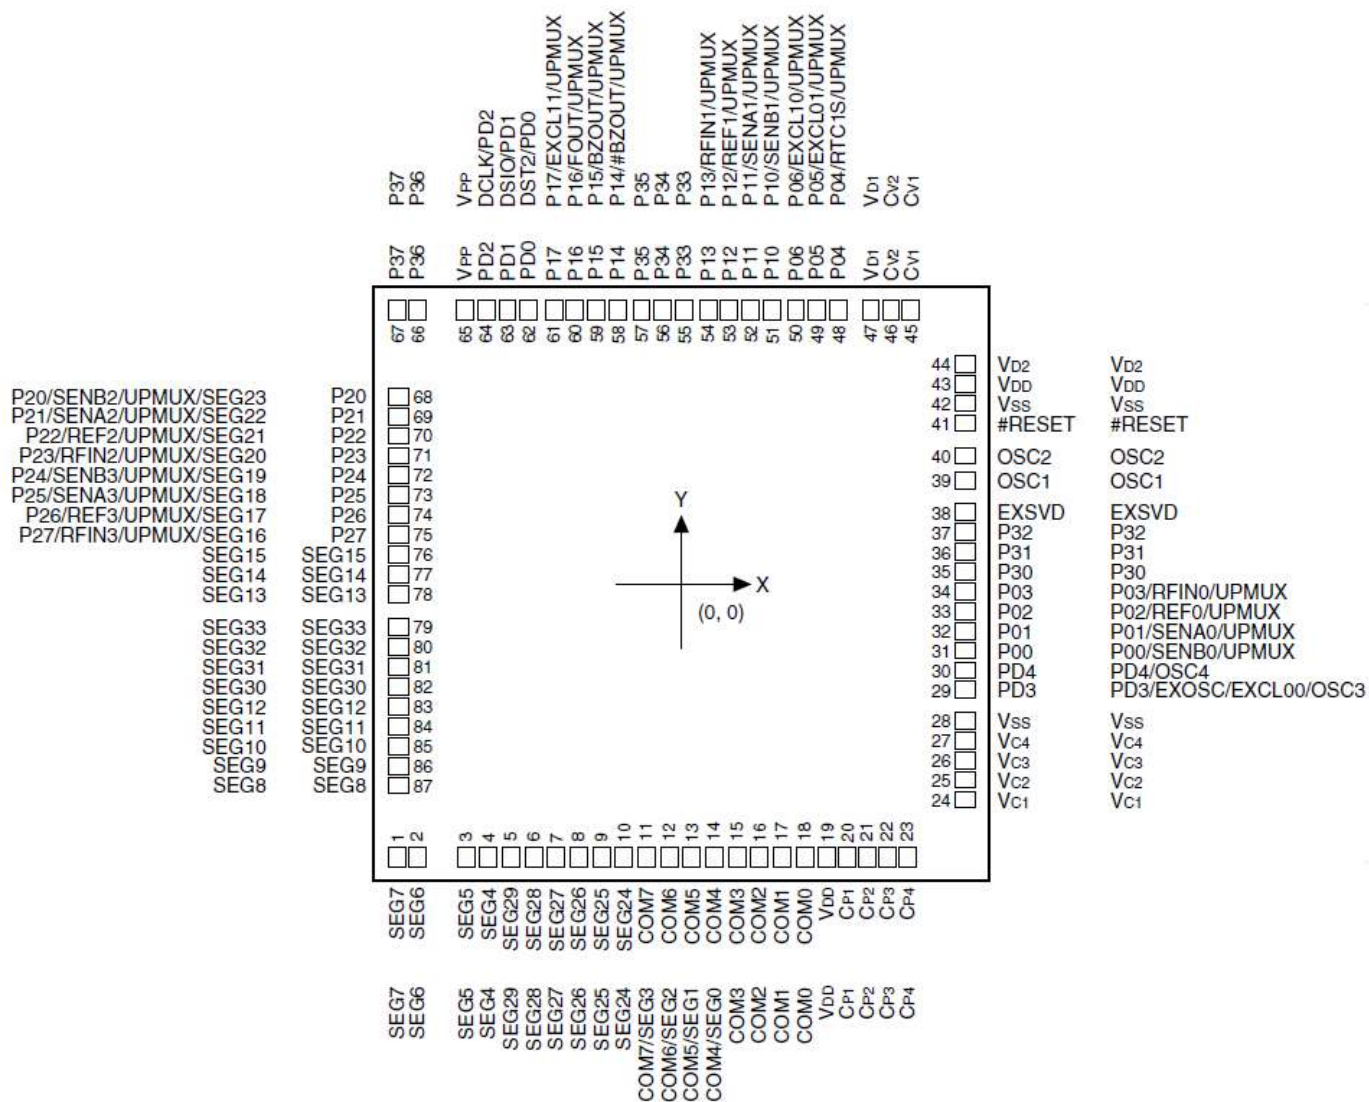 P37
P36
VPP
DCLK/PD2
DSIO/PD1
DST2/PD0
P17/EXCL11/UPMUX
P16/FOUT/UPMUX
P15/BZOUT/UPMUX
P14/#BZOUT/UPMUX
P35
P34
P33
P13/RFIN1/UPMUX
P12/REF1/UPMUX
P11/SENA1/UPMUX
P10/SENB1/UPMUX
P06/EXCL10/UPMUX
P05/EXCL01/UPMUX
P04/RTC1S/UPMUX
VD1
CV2
CV1
P37
P36
VPP
PD2
PD1
PD0
P17
P16
P15
P14
P35
P34
P33
P13
P12
P11
P10
P06
P05
P04
VD1
CV2
CV1
67
66
65
64
63
62
61
60
59
58
57
56
55
54
53
52
51
50
49
48
47
46
45
P20/SENB2/UPMUX/SEG23 P20 68
P21/SENA2/UPMUX/SEG22 P21 69
P22/REF2/UPMUX/SEG21 P22 70
P23/RFIN2/UPMUX/SEG20 P23 71
P24/SENB3/UPMUX/SEG19 P24 72
P25/SENA3/UPMUX/SEG18 P25 73
P26/REF3/UPMUX/SEG17 P26 74
P27/RFIN3/UPMUX/SEG16 P27 75
SEG15 SEG15 76
SEG14 SEG14 77
SEG13 SEG13 78
SEG33 SEG33 79
SEG32 SEG32 80
SEG31 SEG31 81
SEG30 SEG30 82
SEG12 SEG12 83
SEG11 SEG11 84
SEG10 SEG10 85
SEG9 SEG9 86
SEG8 SEG8 87
Y
X
(0, 0)
44 VD2 VD2
43 VDD VDD
42 VSS VSS
41 #RESET #RESET
40 OSC2 OSC2
39 OSC1 OSC1
38 EXSVD EXSVD
37 P32 P32
36 P31 P31
35 P30 P30
34 P03 P03/RFIN0/UPMUX
33 P02 P02/REF0/UPMUX
32 P01 P01/SENA0/UPMUX
31 P00 P00/SENB0/UPMUX
30 PD4 PD4/OSC4
29 PD3 PD3/EXOSC/EXCL00/OSC3
28 VSS VSS
27 VC4 VC4
26 VC3 VC3
25 VC2 VC2
24 VC1 VC1
1
2
3
4
5
6
7
8
9
10
11
12
13
14
15
16
17
18
19
20
21
22
23
SEG7
SEG6
SEG5
SEG4
SEG29
SEG28
SEG27
SEG26
SEG25
SEG24
COM7
COM6
COM5
COM4
COM3
COM2
COM1
COM0
VDD
CP1
CP2
CP3
CP4
SEG7
SEG6
SEG5
SEG4
SEG29
SEG28
SEG27
SEG26
SEG25
SEG24
COM7/SEG3
COM6/SEG2
COM5/SEG1
COM4/SEG0
COM3
COM2
COM1
COM0
VDD
CP1
CP2
CP3
CP4